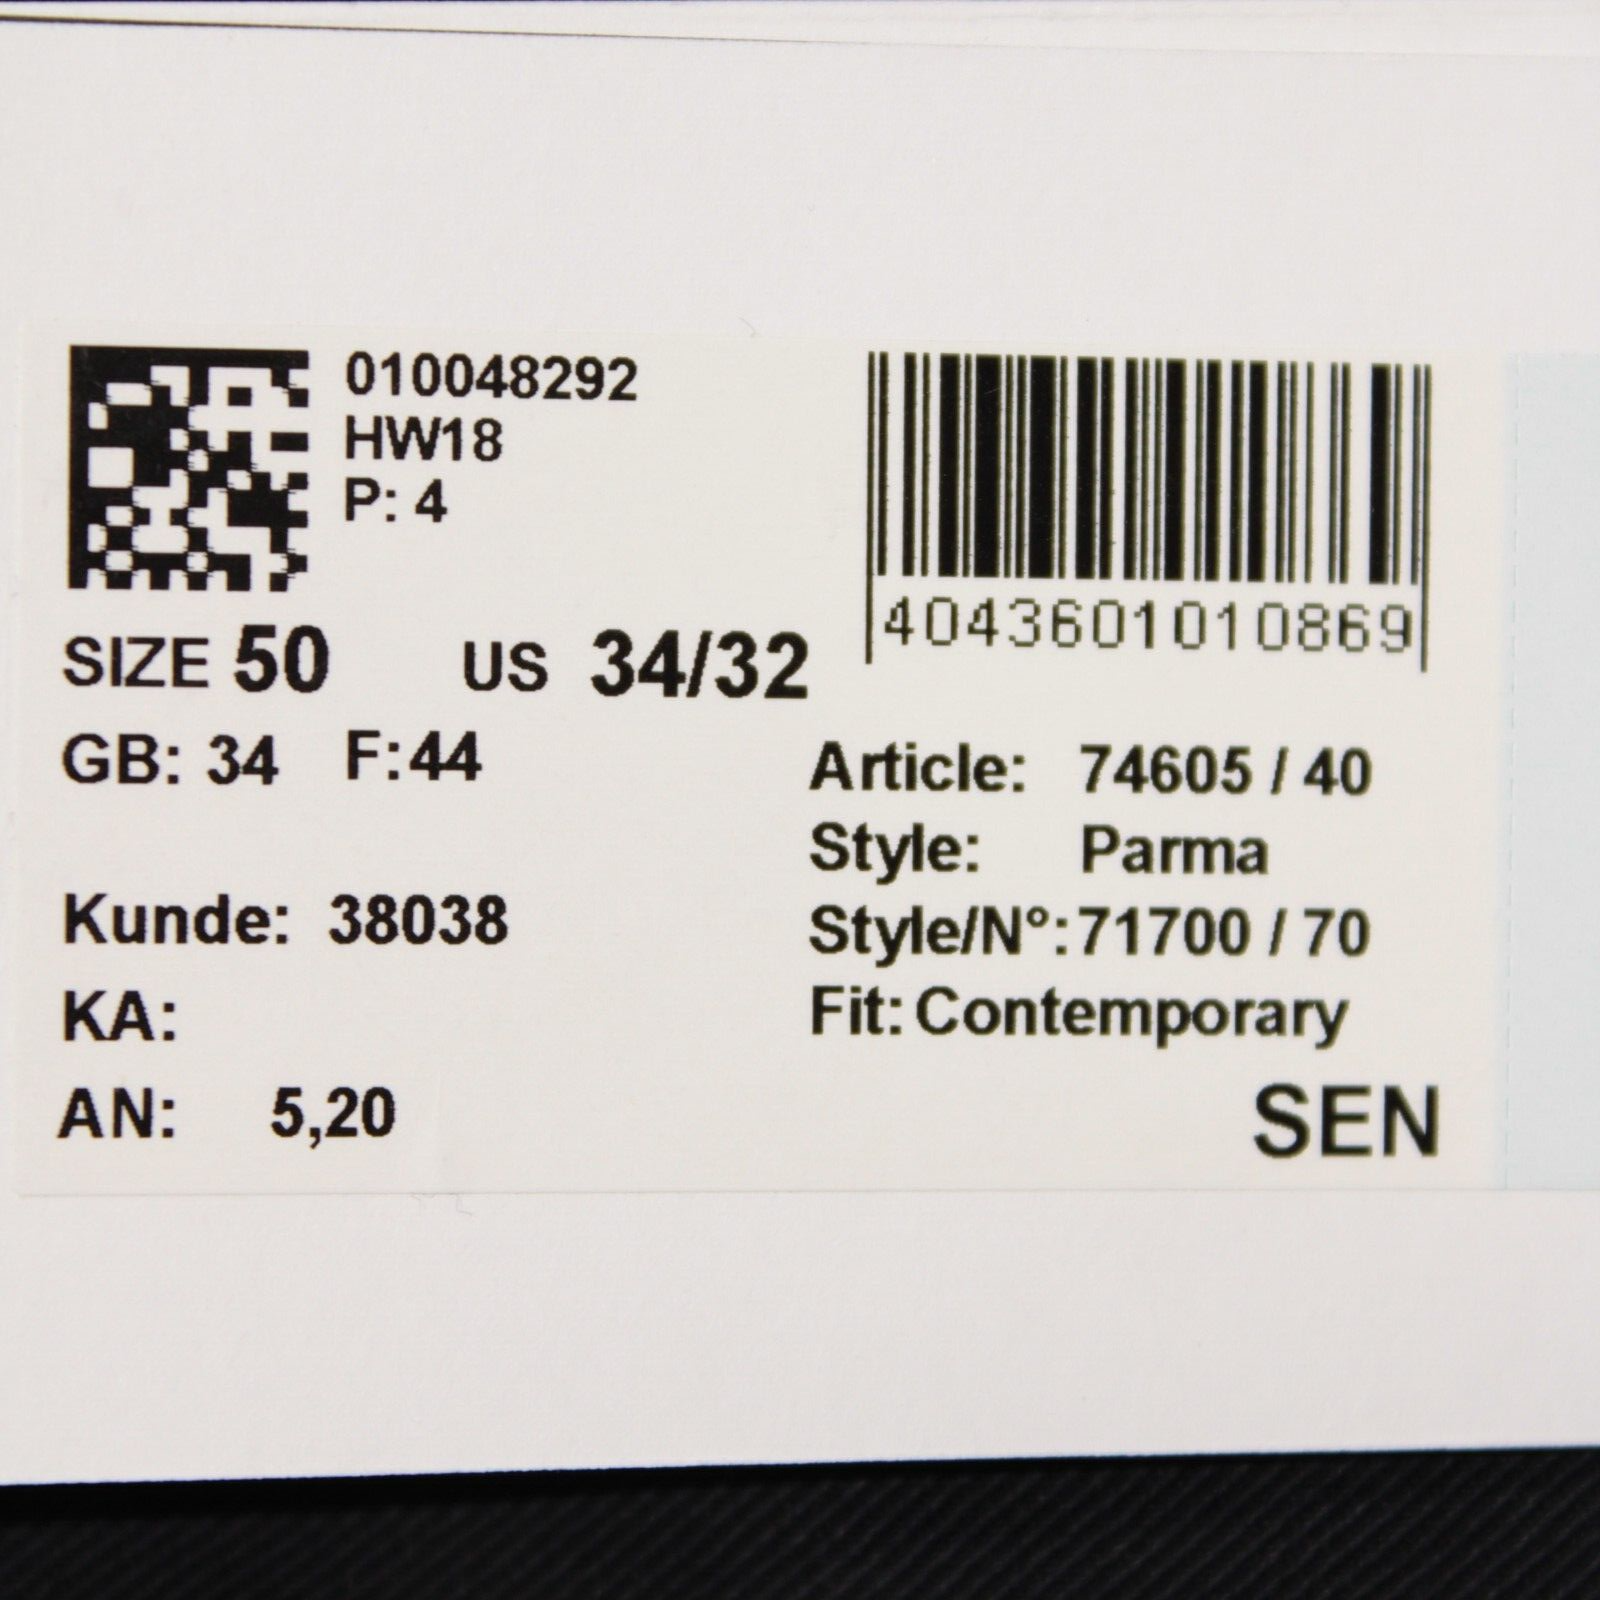 010048292
HW18
P: 4
4043601010869
SIZE 50 US 34/32
GB: 34 F:44
Article: 74605 / 40
Style: Parma
Kunde: 38038
Style/N°:71700 / 70
KA:
Fit: Contemporary
AN: 5,20
SEN